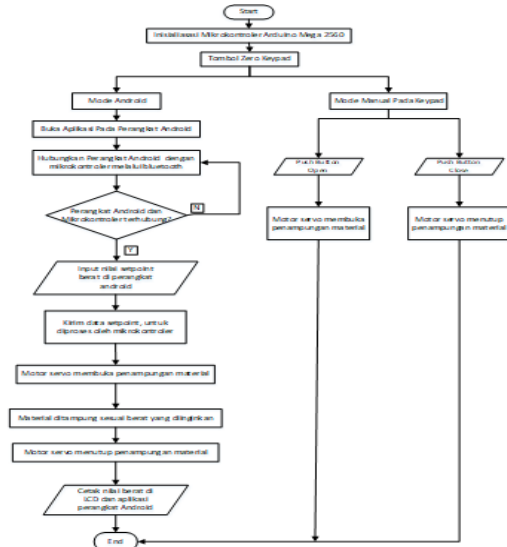 Start
Inisialisasi Mikrokontroler Arduino Mega 2560
Tombol Zero Keypad
Mode Android
Mode Manual Pada Keypad
Buka Aplikasi Pada Perangkat Android
Hubungkan Perangkat Android dengan
mikrokontroler melalui bluetooth
Push Button
Open
Push Button
Close
Perangkat Android dan
Mikrokontroler terhubung?
N
Y
Motor servo membuka
penampungan material
Motor servo menutup
penampungan material
Input nilai setpoint
berat di perangkat
android
Kirim data setpoint, untuk
diproses oleh mikrokontroler
Motor servo membuka penampungan material
Material ditampung sesuai berat yang diinginkan
Motor servo menutup penampungan material
Cetak nilai berat di
LCD dan aplikasi
perangkat Android
End